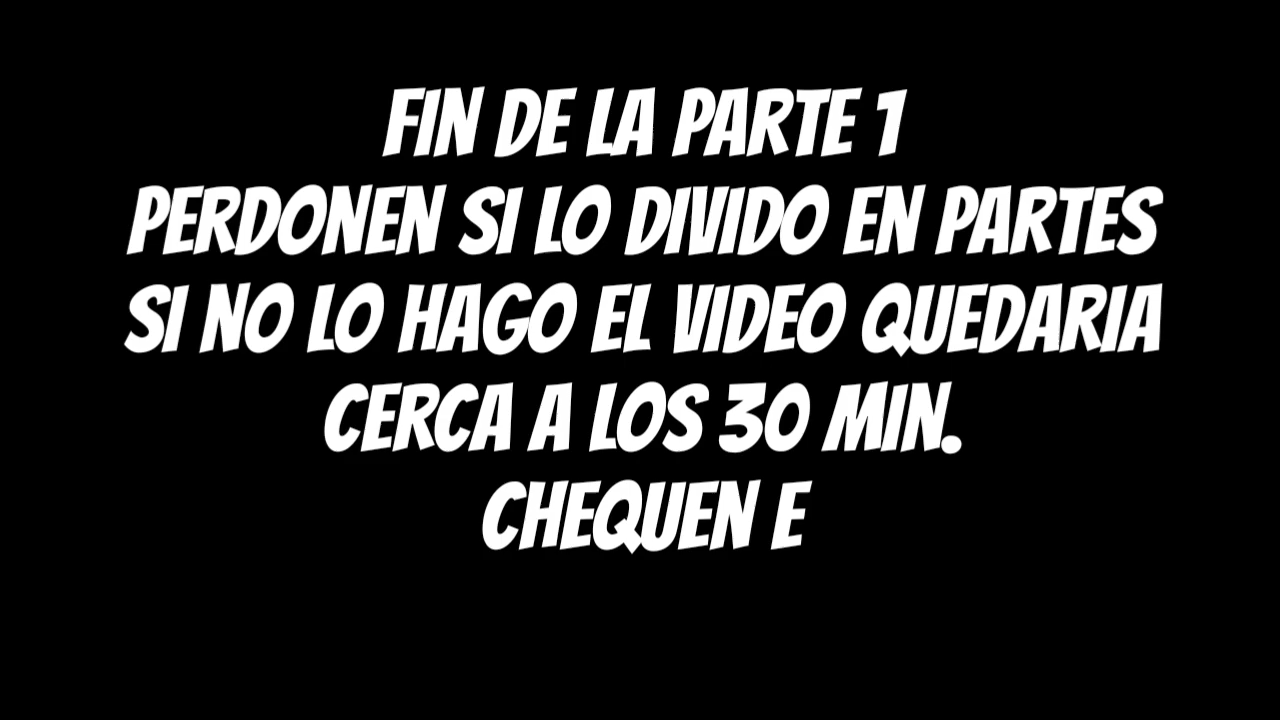 FIN DE LA PARTE 1
PERDONEN SI LO DIVIDO EN PARTES
SI NO LO HAGO EL VIDEO QUEDARIA
CERCA A LOS 30 MIN.
CHEQUEN E